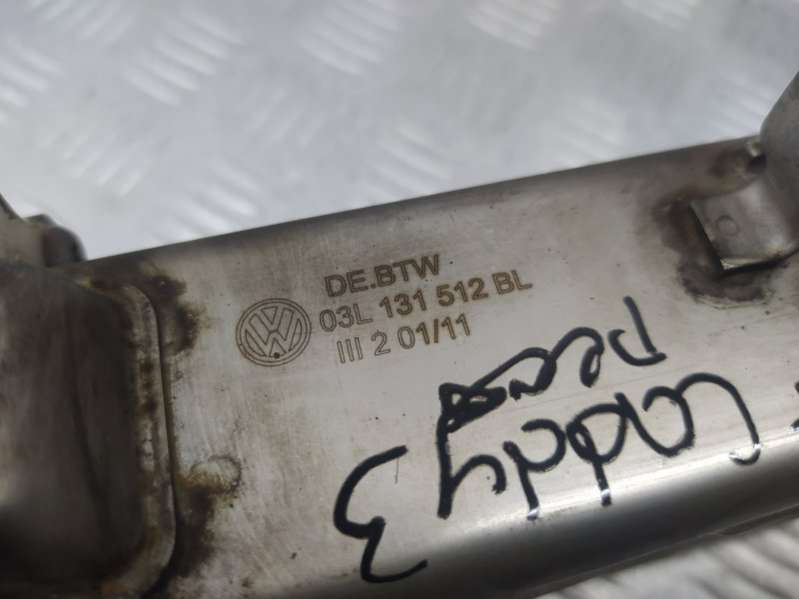 DE.BTW
03L 131 512 BL
III 2 01/11
Caddy 3